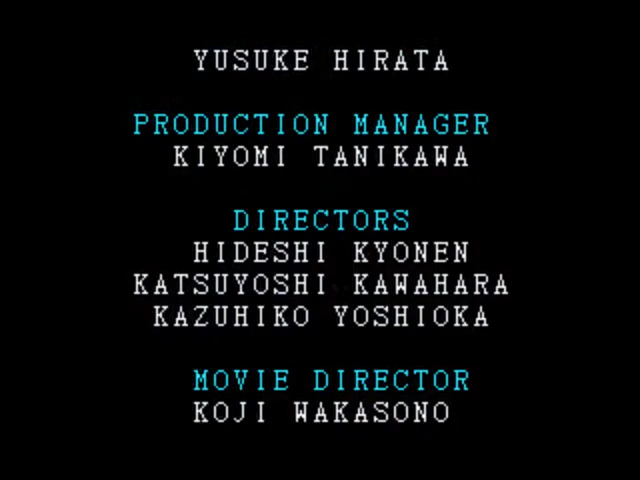 YUSUKE HIRATA
PRODUCTION MANAGER
KIYOMI TANIKAWA
DIRECTORS
HIDESHI KYONEN
KATSUYOSHI KAWAHARA
KAZUHIKO YOSHIOKA
MOVIE DIRECTOR
KOJI WAKASONO